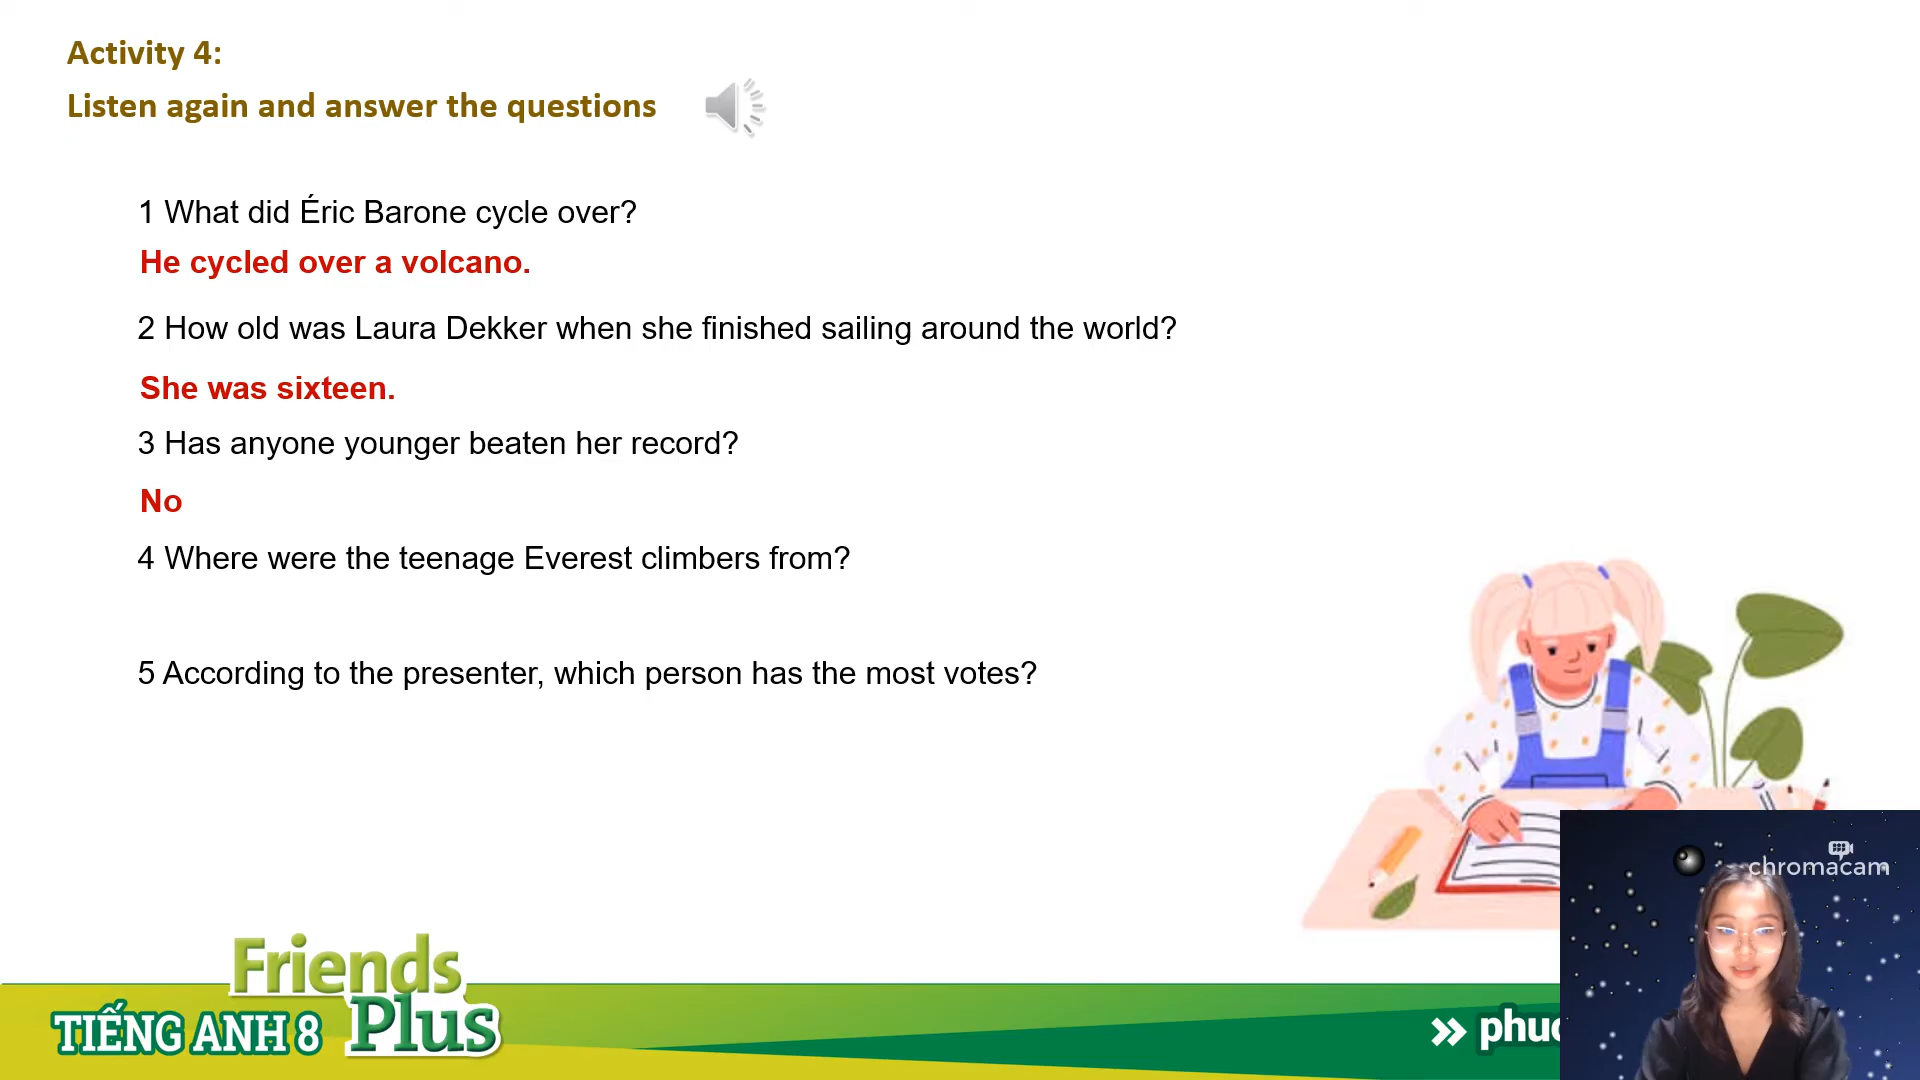 Activity 4:
Listen again and answer the questions
1 What did Éric Barone cycle over?
He cycled over a volcano.
2 How old was Laura Dekker when she finished sailing around the world?
She was sixteen.
3 Has anyone younger beaten her record?
No
4 Where were the teenage Everest climbers from?
5 According to the presenter, which person has the most votes?
chromacam
Friends
Plus
TIẾNG ANH 8